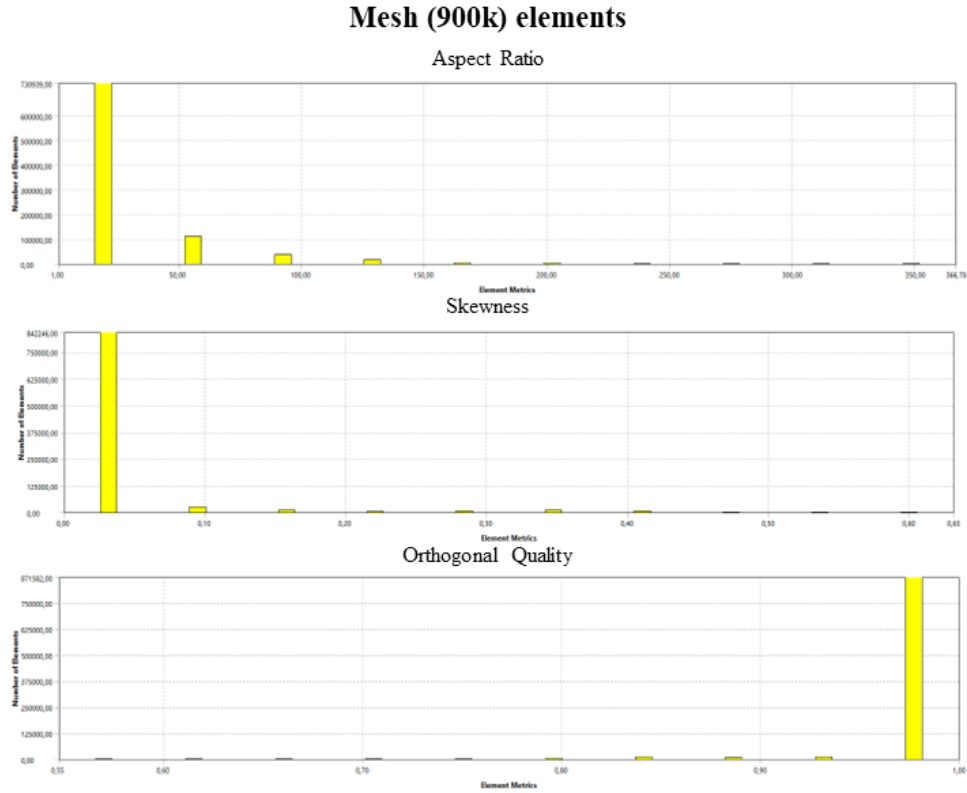 Mesh (900k) elements
Aspect Ratio
730939,00
600000,00
500000,00
400000,00
300000,00
200000,00
100000,00
0,00
Number of Elements
1,00 50,00 100,00 150,00 200,00 250,00 300,00 350,00 366,78
Element Metrics
Skewness
842246,00
750000,00
625000,00
500000,00
375000,00
250000,00
125000,00
0,00
Number of Elements
0,00 0,10 0,20 0,30 0,40 0,50 0,60 0,63
Element Metrics
Orthogonal Quality
871582,00
750000,00
625000,00
500000,00
375000,00
250000,00
125000,00
0,00
Number of Elements
0,55 0,60 0,70 0,80 0,90 1,00
Element Metrics